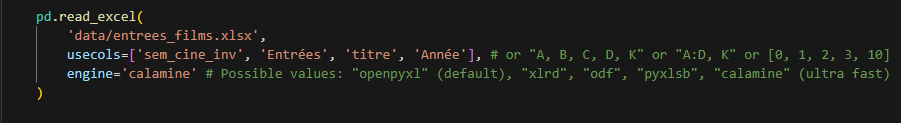 pd.read_excel(
    'data/entrees_films.xlsx',
    usecols=['sem_cine_inv', 'Entrées', 'titre', 'Année'], # or "A, B, C, D, K" or "A:D, K" or [0, 1, 2, 3, 10]
    engine='calamine' # Possible values: "openpyxl" (default), "xlrd", "odf", "pyxlsb", "calamine" (ultra fast)
)